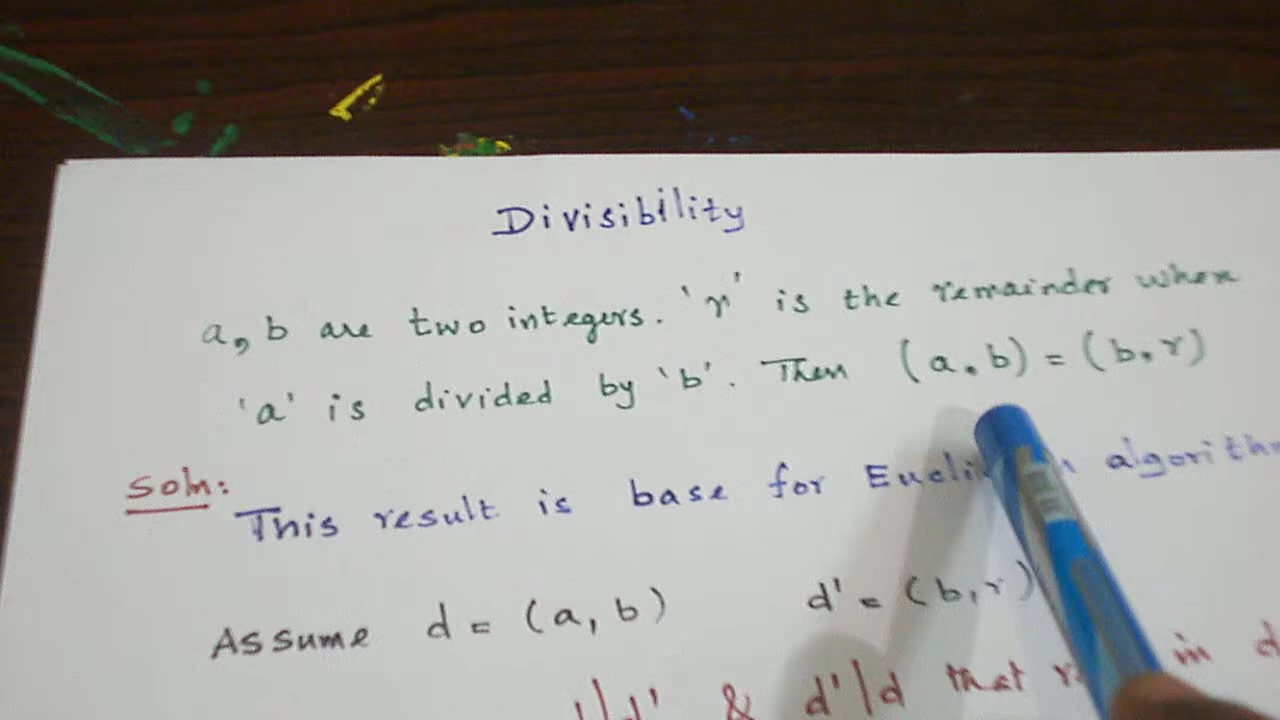 Divisibility
a, b are two integers. 'r' is the remainder when
'a' is divided by 'b'. Then (a, b) = (b, r)
Soln:
This result is base for
Assume d = (a, b) d' = (b, r)
& d'|d that in